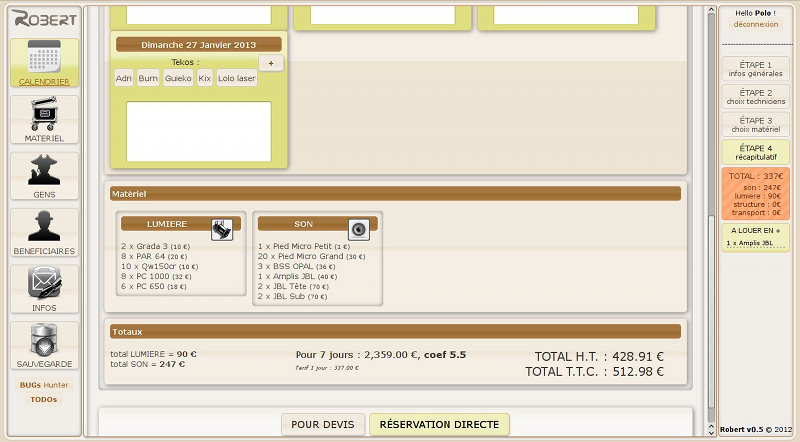 ROBERT
CALENDRIER
MATERIEL
GENS
BENEFICIAIRES
INFOS
SAUVEGARDE
BUGs Hunter
TODOs
Dimanche 27 Janvier 2013
Tekos : +
Adri Bum Guieko Kix Lolo laser
Matériel
LUMIERE
2 x Grada 3 (10 €)
8 x PAR 64 (20 €)
10 x Qw150cr (10 €)
8 x PC 1000 (32 €)
6 x PC 650 (18 €)
SON
1 x Pied Micro Petit (1 €)
20 x Pied Micro Grand (30 €)
3 x BSS OPAL (36 €)
1 x Amplis JBL (40 €)
2 x JBL Tête (70 €)
2 x JBL Sub (70 €)
Totaux
total LUMIERE = 90 €
total SON = 247 €
Pour 7 jours : 2,359.00 €, coef 5.5
Tarif 1 jour : 337.00 €
TOTAL H.T. : 428.91 €
TOTAL T.T.C. : 512.98 €
POUR DEVIS
RÉSERVATION DIRECTE
Hello Polo !
déconnexion
ÉTAPE 1
infos générales
ÉTAPE 2
choix techniciens
ÉTAPE 3
choix matériel
ÉTAPE 4
récapitulatif
TOTAL : 337€
son : 247€
lumiere : 90€
structure : 0€
transport : 0€
A LOUER EN +
1 x Amplis JBL
Robert v0.5 © 2012